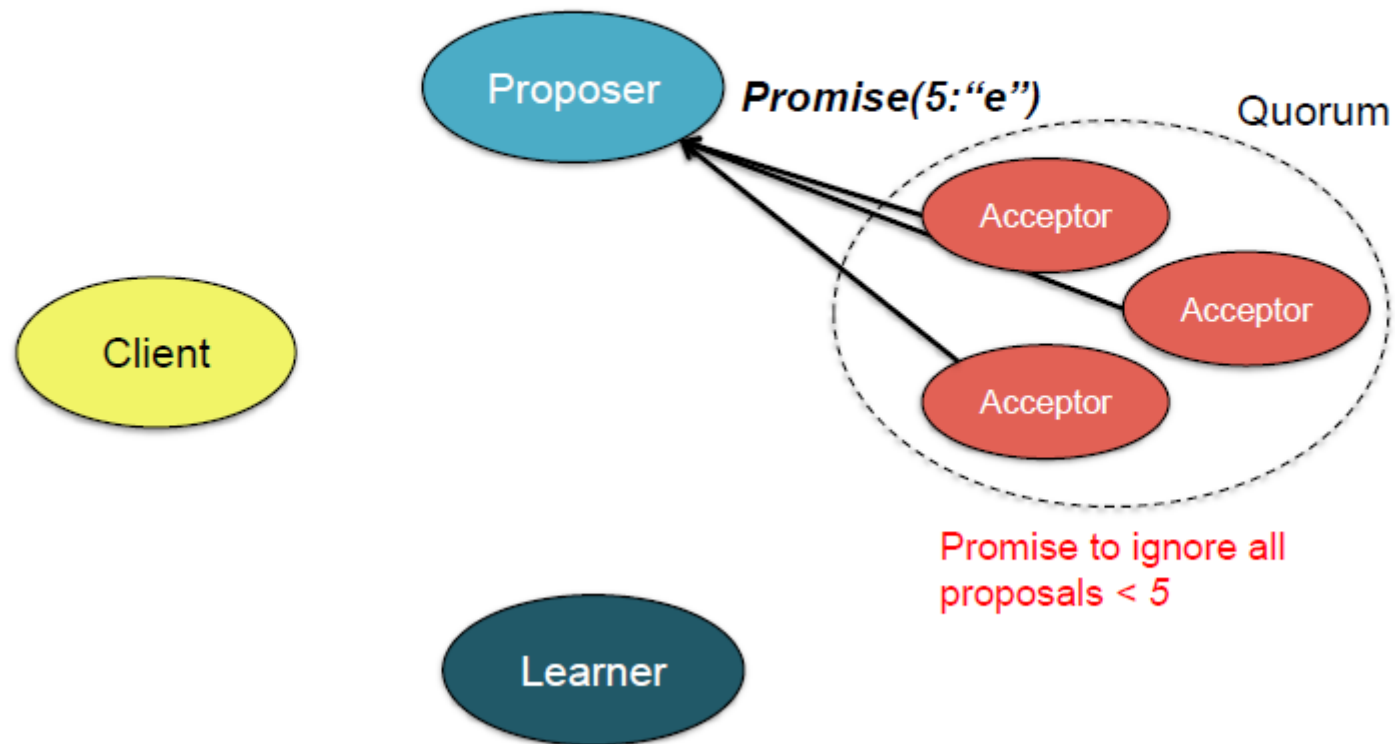 Proposer
Promise(5:“e”)
Quorum
Acceptor
Acceptor
Client
Acceptor
Promise to ignore all
proposals < 5
Learner